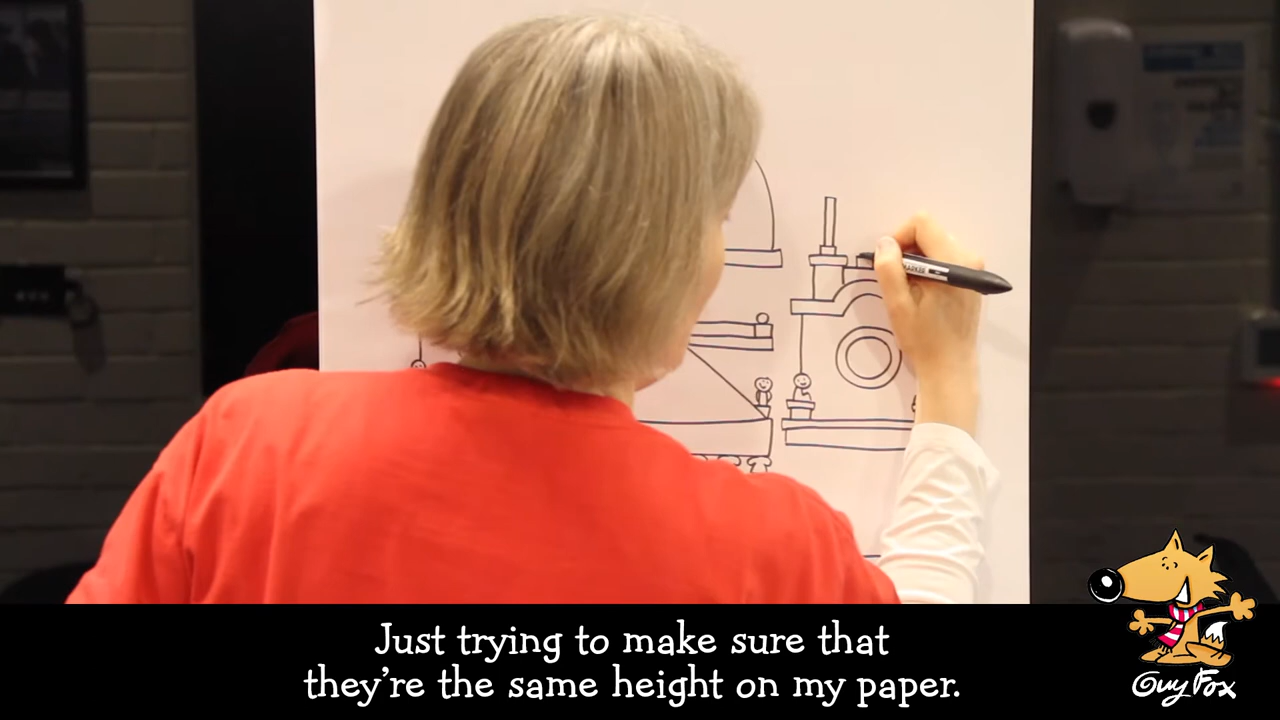 Just trying to make sure that
they're the same height on my paper.
Guy Fox